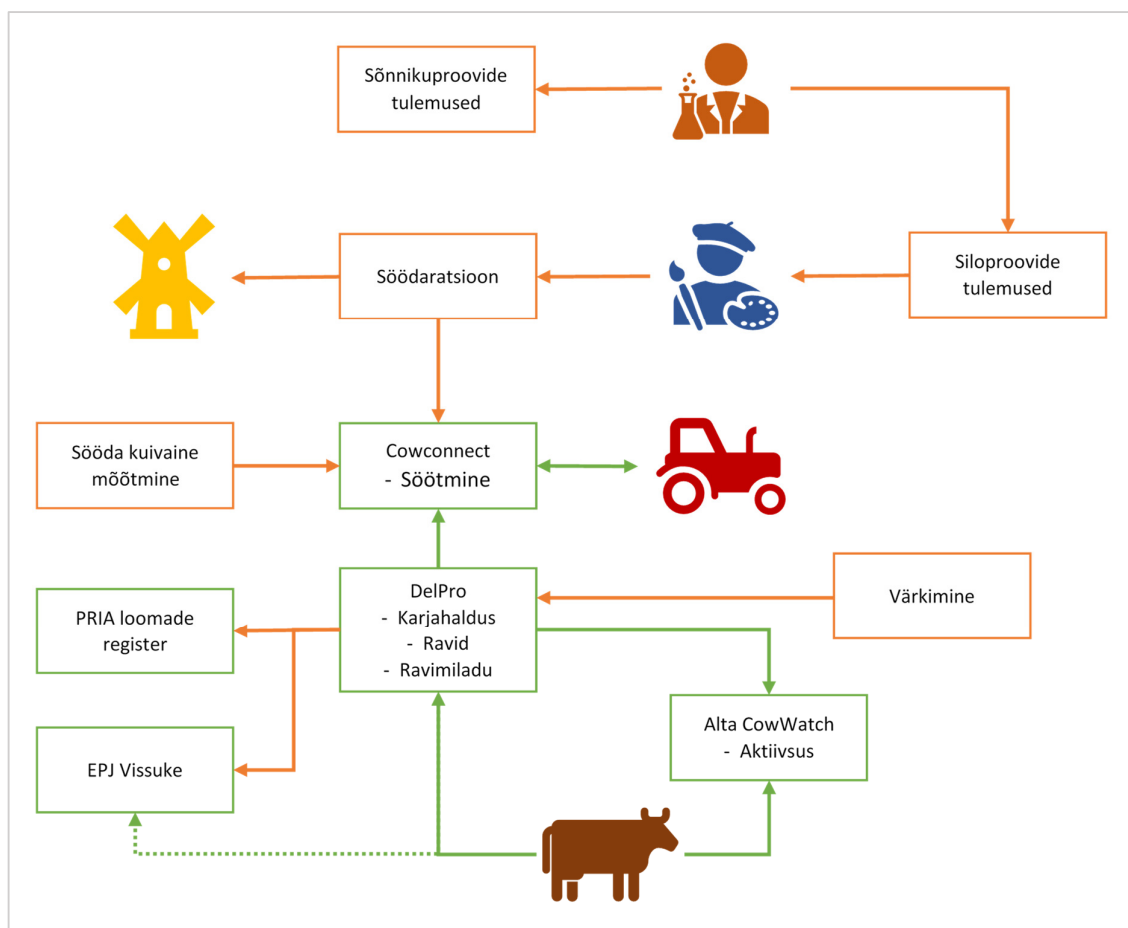 Sõnnikuproovide
tulemused
Söödaratsioon
Siloproovide
tulemused
Sööda kuivaine
mõõtmine
Cowconnect
- Söötmine
PRIA loomade
register
DelPro
- Karjahaldus
- Ravid
- Ravimiladu
Värkimine
EPJ Vissuke
Alta CowWatch
- Aktiivsus